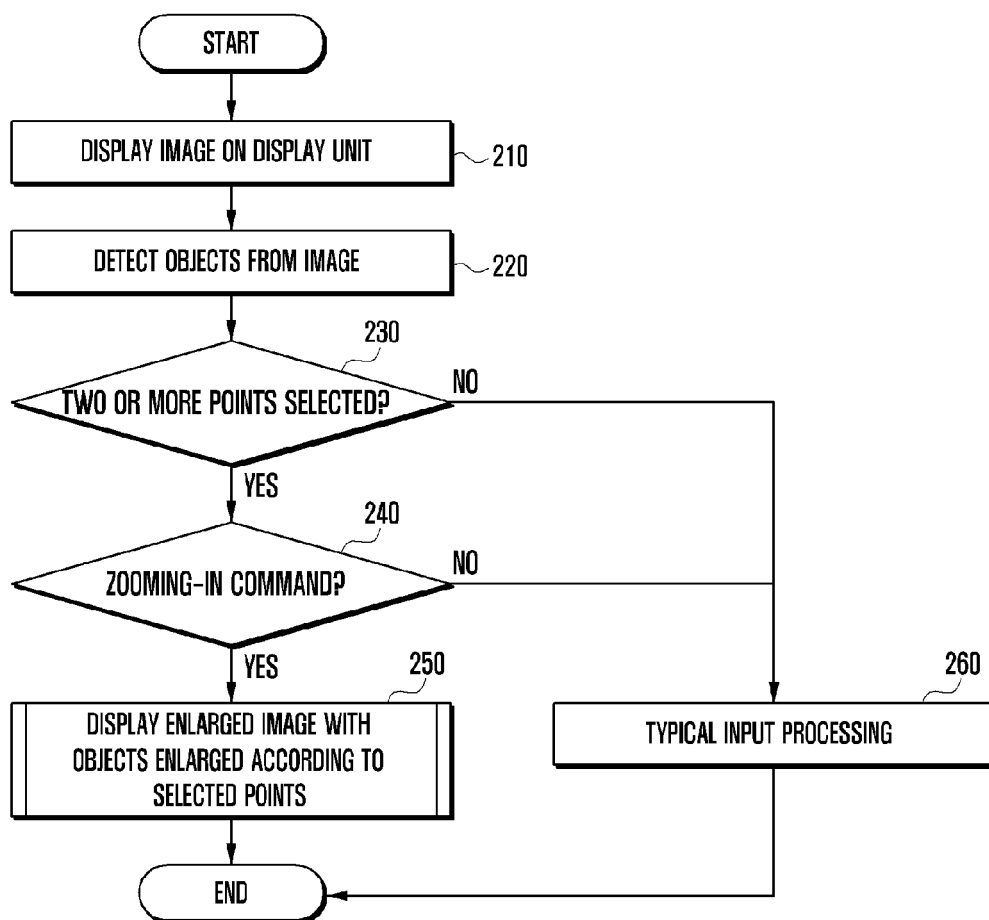 START
DISPLAY IMAGE ON DISPLAY UNIT
210
DETECT OBJECTS FROM IMAGE
220
230
TWO OR MORE POINTS SELECTED?
NO
YES
240
ZOOMING-IN COMMAND?
NO
YES
250
DISPLAY ENLARGED IMAGE WITH
OBJECTS ENLARGED ACCORDING TO
SELECTED POINTS
260
TYPICAL INPUT PROCESSING
END